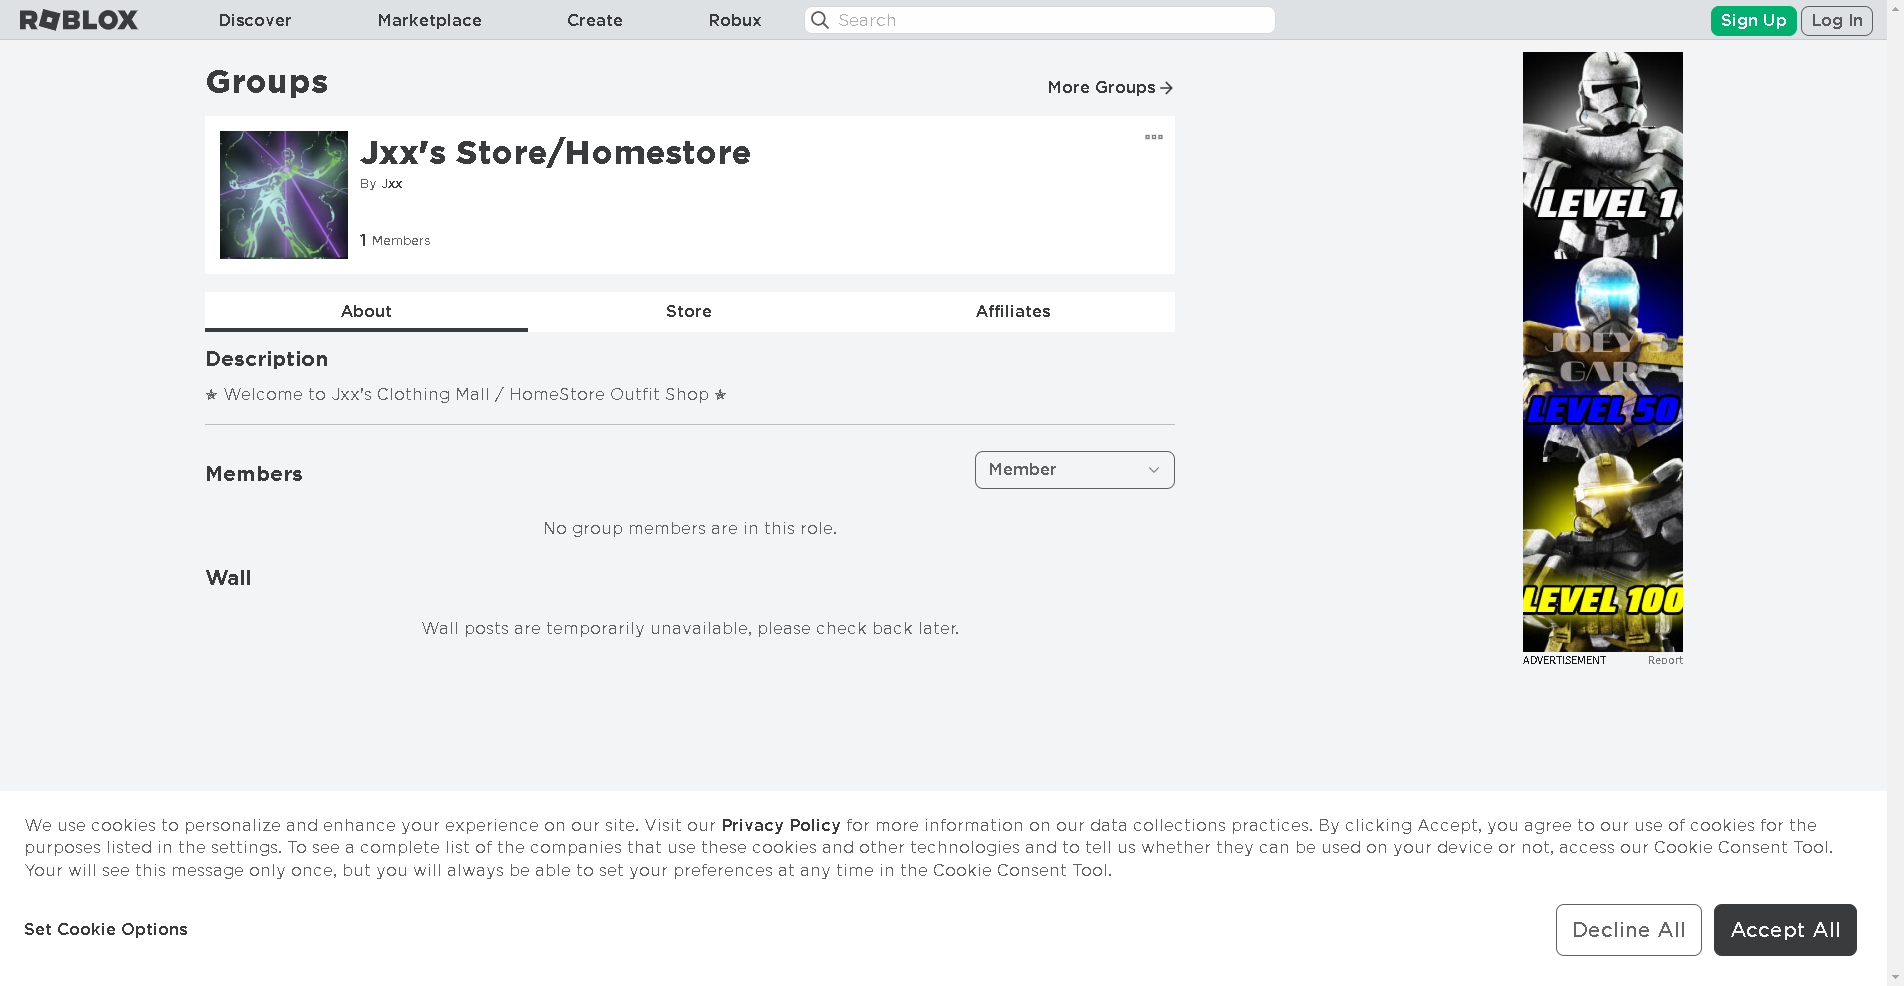 ROBLOX
Discover
Marketplace
Create
Robux
Search
Sign Up
Log In
Groups
More Groups
Jxx's Store/Homestore
By Jxx
1 Members
About
Store
Affiliates
Description
★ Welcome to Jxx's Clothing Mall / HomeStore Outfit Shop ★
Members
Member
No group members are in this role.
Wall
Wall posts are temporarily unavailable, please check back later.
LEVEL 1
JOEY'S
GAR
LEVEL 50
LEVEL 100
ADVERTISEMENT
Report
We use cookies to personalize and enhance your experience on our site. Visit our Privacy Policy for more information on our data collections practices. By clicking Accept, you agree to our use of cookies for the
purposes listed in the settings. To see a complete list of the companies that use these cookies and other technologies and to tell us whether they can be used on your device or not, access our Cookie Consent Tool.
Your will see this message only once, but you will always be able to set your preferences at any time in the Cookie Consent Tool.
Set Cookie Options
Decline All
Accept All